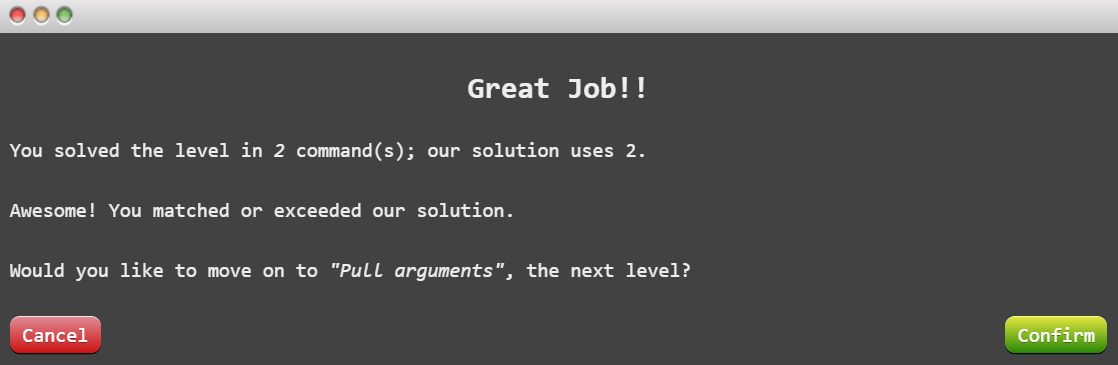 Great Job!!
You solved the level in 2 command(s); our solution uses 2.
Awesome! You matched or exceeded our solution.
Would you like to move on to "Pull arguments", the next level?
Cancel
Confirm